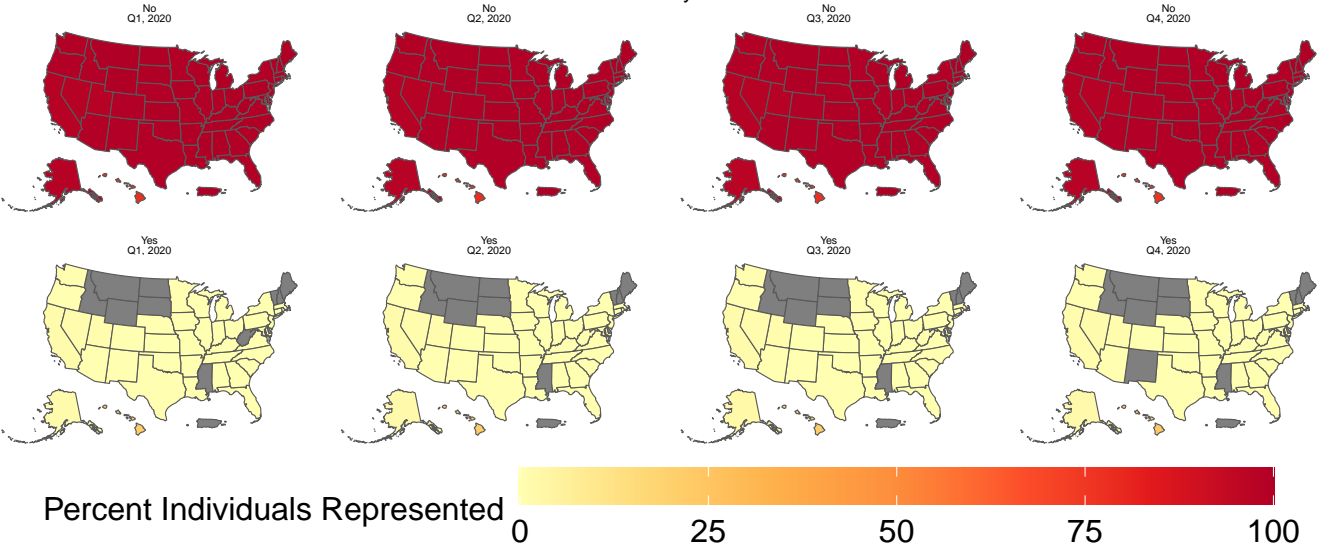 No
Q1, 2020
No
Q2, 2020
No
Q3, 2020
No
Q4, 2020
Yes
Q1, 2020
Yes
Q2, 2020
Yes
Q3, 2020
Yes
Q4, 2020
Percent Individuals Represented
0 25 50 75 100